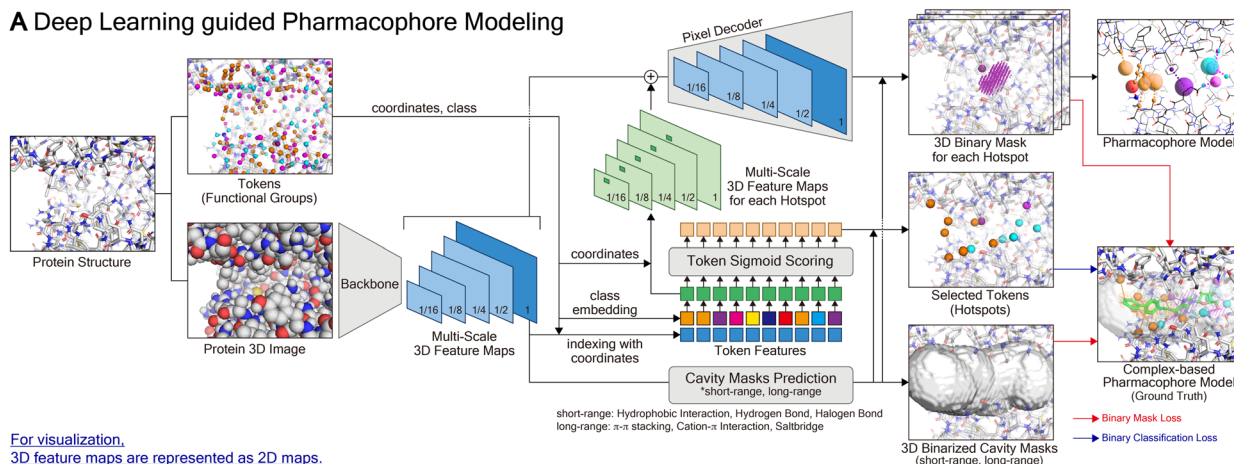 A Deep Learning guided Pharmacophore Modeling
Protein Structure
Tokens
(Functional Groups)
Protein 3D Image
coordinates, class
Backbone
1/16
1/8
1/4
1/2
1
Multi-Scale
3D Feature Maps
Pixel Decoder
1/16
1/8
1/4
1/2
1
1/16
1/8
1/4
1/2
1
Multi-Scale
3D Feature Maps
for each Hotspot
coordinates
Token Sigmoid Scoring
class
embedding
indexing with
coordinates
Token Features
Cavity Masks Prediction
*short-range, long-range
short-range: Hydrophobic Interaction, Hydrogen Bond, Halogen Bond
long-range: π-π stacking, Cation-π Interaction, Saltbridge
3D Binary Mask
for each Hotspot
Pharmacophore Model
Selected Tokens
(Hotspots)
3D Binarized Cavity Masks
(short-range, long-range)
Complex-based
Pharmacophore Model
(Ground Truth)
Binary Mask Loss
Binary Classification Loss
For visualization,
3D feature maps are represented as 2D maps.